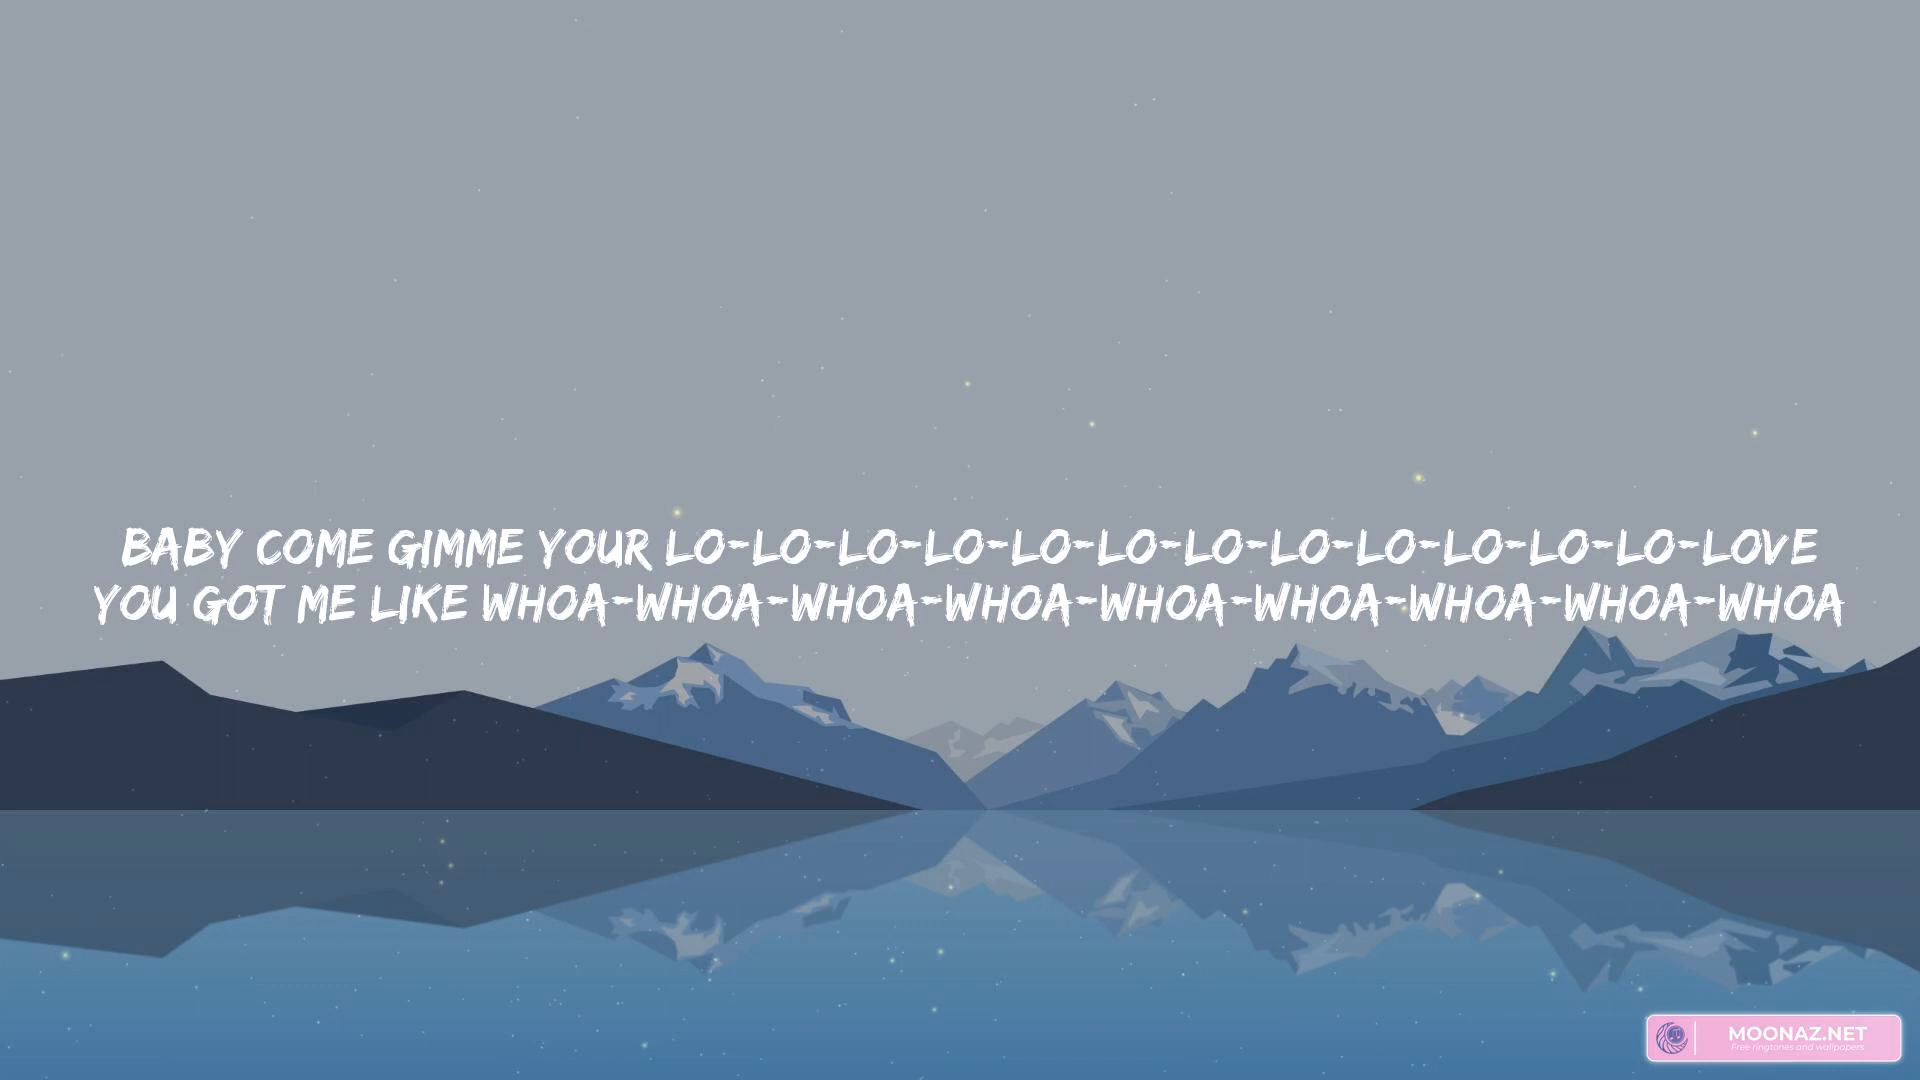 BABY COME GIMME YOUR LO-LO-LO-LO-LO-LO-LO-LO-LO-LO-LO-LO-LOVE
YOU GOT ME LIKE WHOA-WHOA-WHOA-WHOA-WHOA-WHOA-WHOA-WHOA-WHOA
MOONAZ.NET
Free ringtones and wallpapers